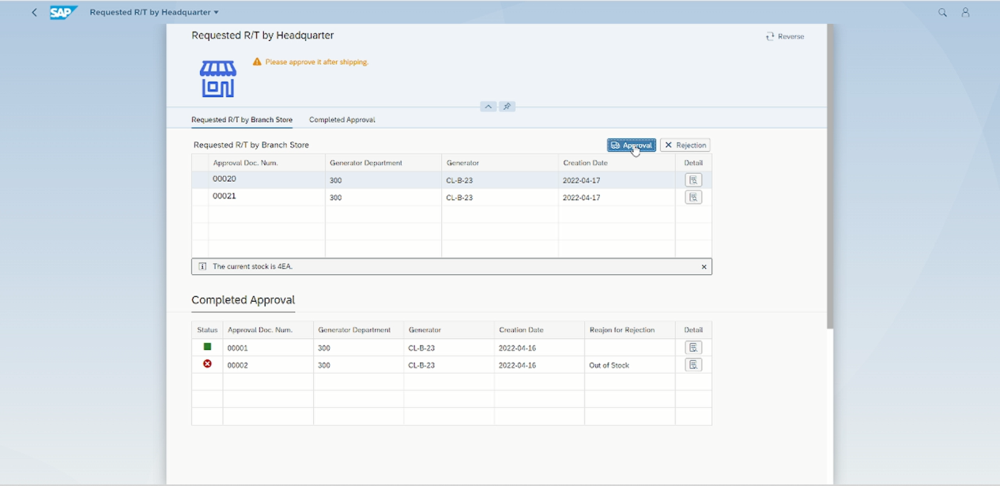 SAP Requested R/T by Headquarter
Requested R/T by Headquarter
Reverse
Please approve it after shipping.
Requested R/T by Branch Store Completed Approval
Requested R/T by Branch Store
Approval Rejection
Approval Doc. Num. Generator Department Generator Creation Date Detail
00020 300 CL-B-23 2022-04-17
00021 300 CL-B-23 2022-04-17
The current stock is 4EA.
Completed Approval
Status Approval Doc. Num. Generator Department Generator Creation Date Reajon for Rejection Detail
00001 300 CL-B-23 2022-04-16
00002 300 CL-B-23 2022-04-16 Out of Stock